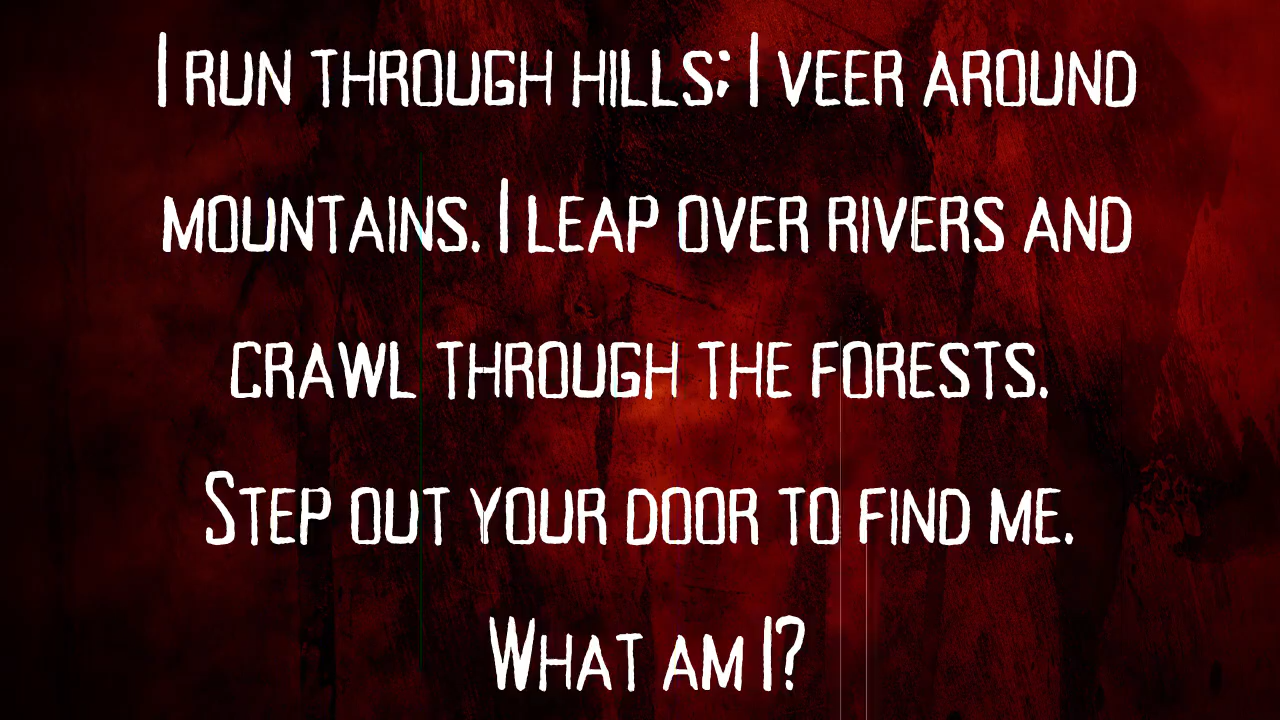 I run through hills; I veer around
mountains. I leap over rivers and
crawl through the forests.
Step out your door to find me.
What am I?